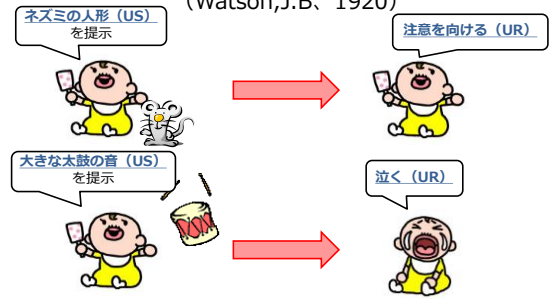 （Watson,J.B、1920）
ネズミの人形（US）
を提示
注意を向ける（UR）
大きな太鼓の音（US）
を提示
泣く（UR）